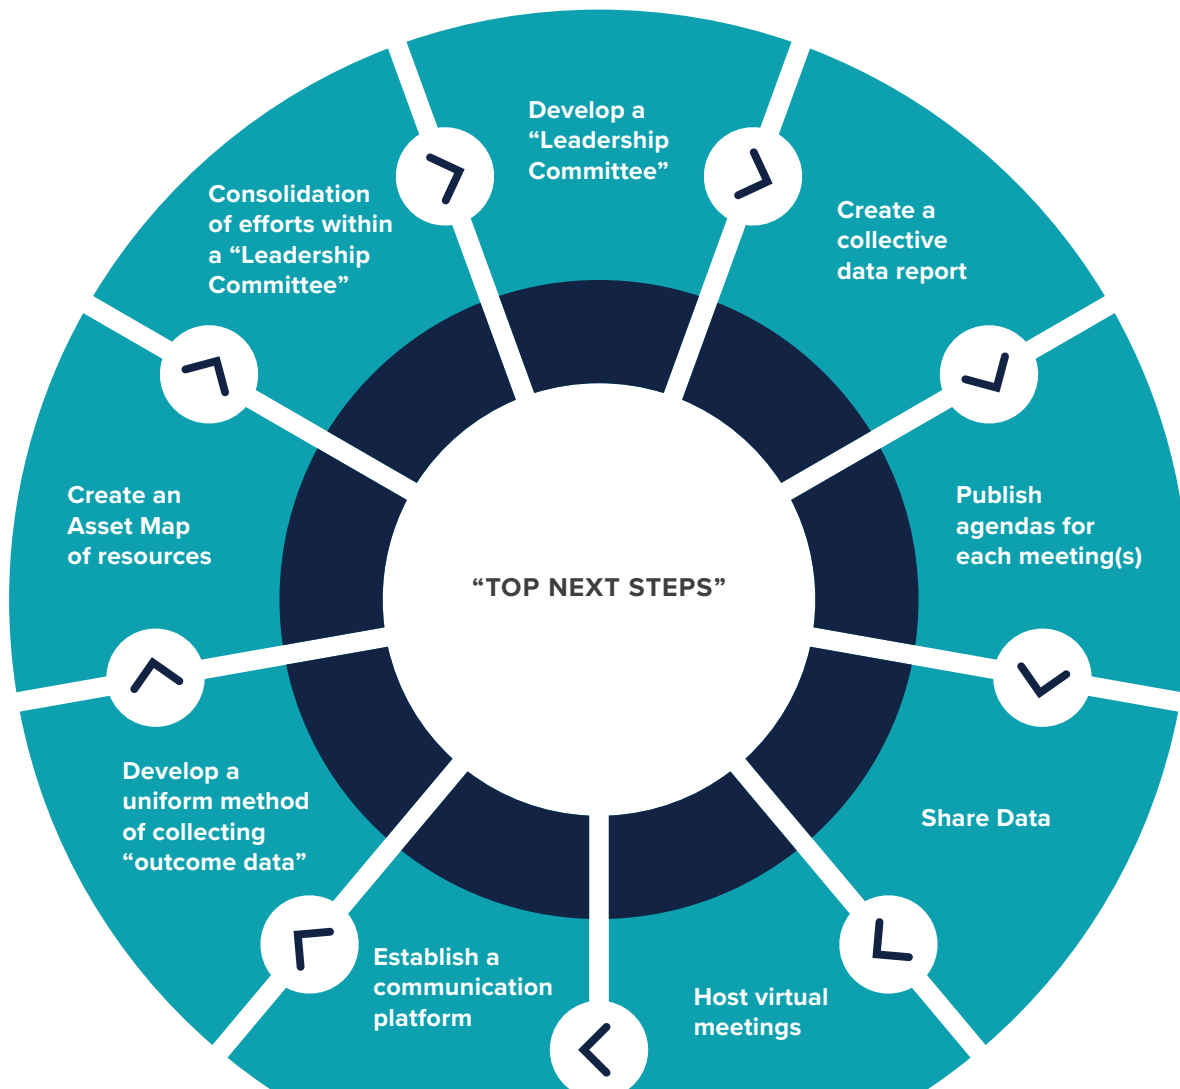 Develop a
“Leadership
Committee”
Create a
collective
data report
Publish
agendas for
each meeting(s)
Share Data
Host virtual
meetings
Establish a
communication
platform
Develop a
uniform method
of collecting
“outcome data”
Create an
Asset Map
of resources
Consolidation
of efforts within
a “Leadership
Committee”
“TOP NEXT STEPS”